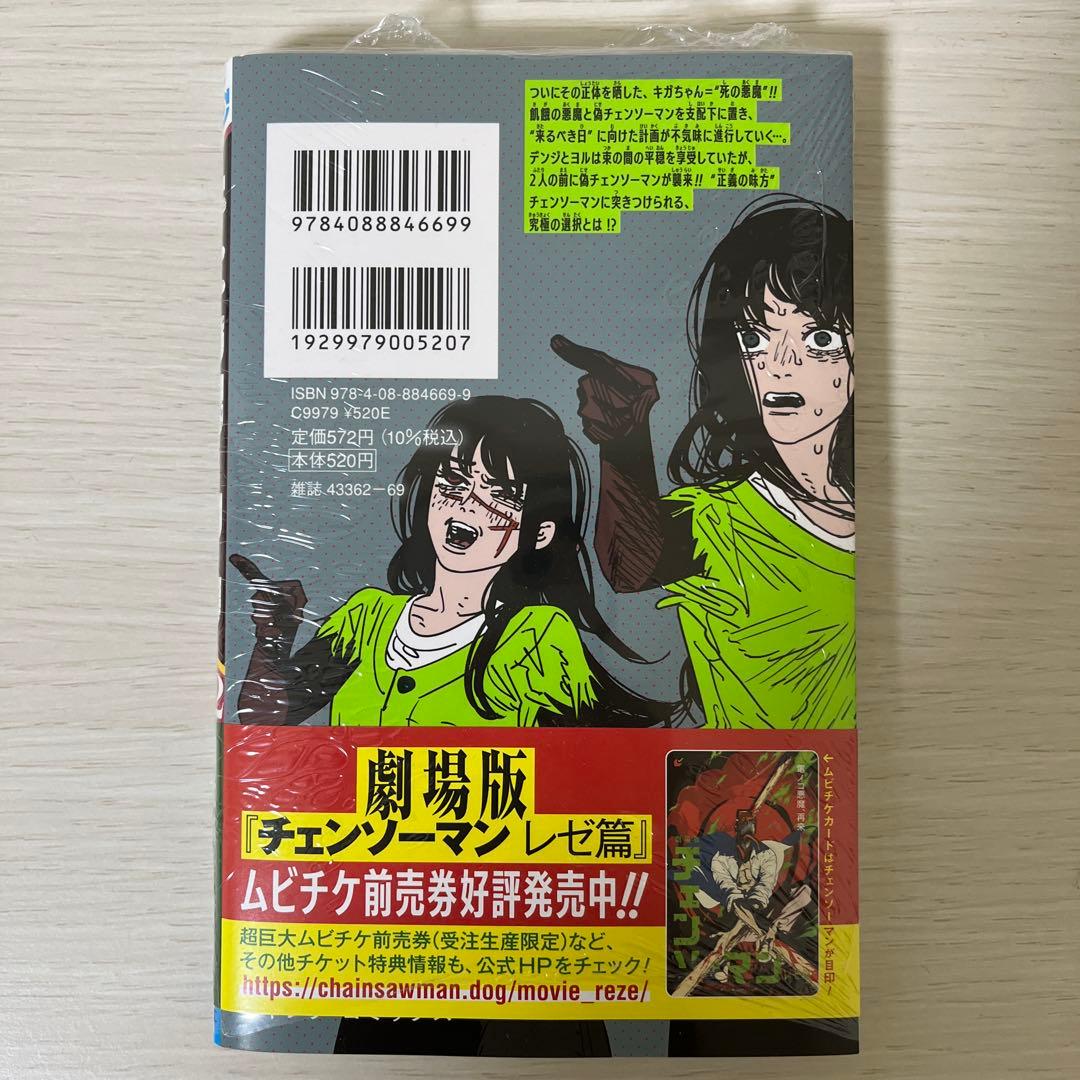 ついにその正体を晒した、キガちゃん＝“死の悪魔”!!
飢餓の悪魔と偽チェンソーマンを支配下に置き、
“来るべき日”に向けた計画が不気味に進行していく…。
デンジとヨルは束の間の平穏を享受していたが、
2人の前に偽チェンソーマンが襲来!! “正義の味方”
チェンソーマンに突きつけられる、
究極の選択とは!?
9784088846699
1929979005207
ISBN 978-4-08-884669-9
C9979 ¥520E
定価572円（10％税込）
本体520円
雑誌 43362－69
劇場版
『チェンソーマン レゼ篇』
ムビチケ前売券好評発売中!!
超巨大ムビチケ前売券（受注生産限定）など、
その他チケット特典情報も、公式HPをチェック！
https://chainsawman.dog/movie_reze/
←ムビチケカードはチェンソーマンが目印！
悪魔、再来
チェンソ
マン